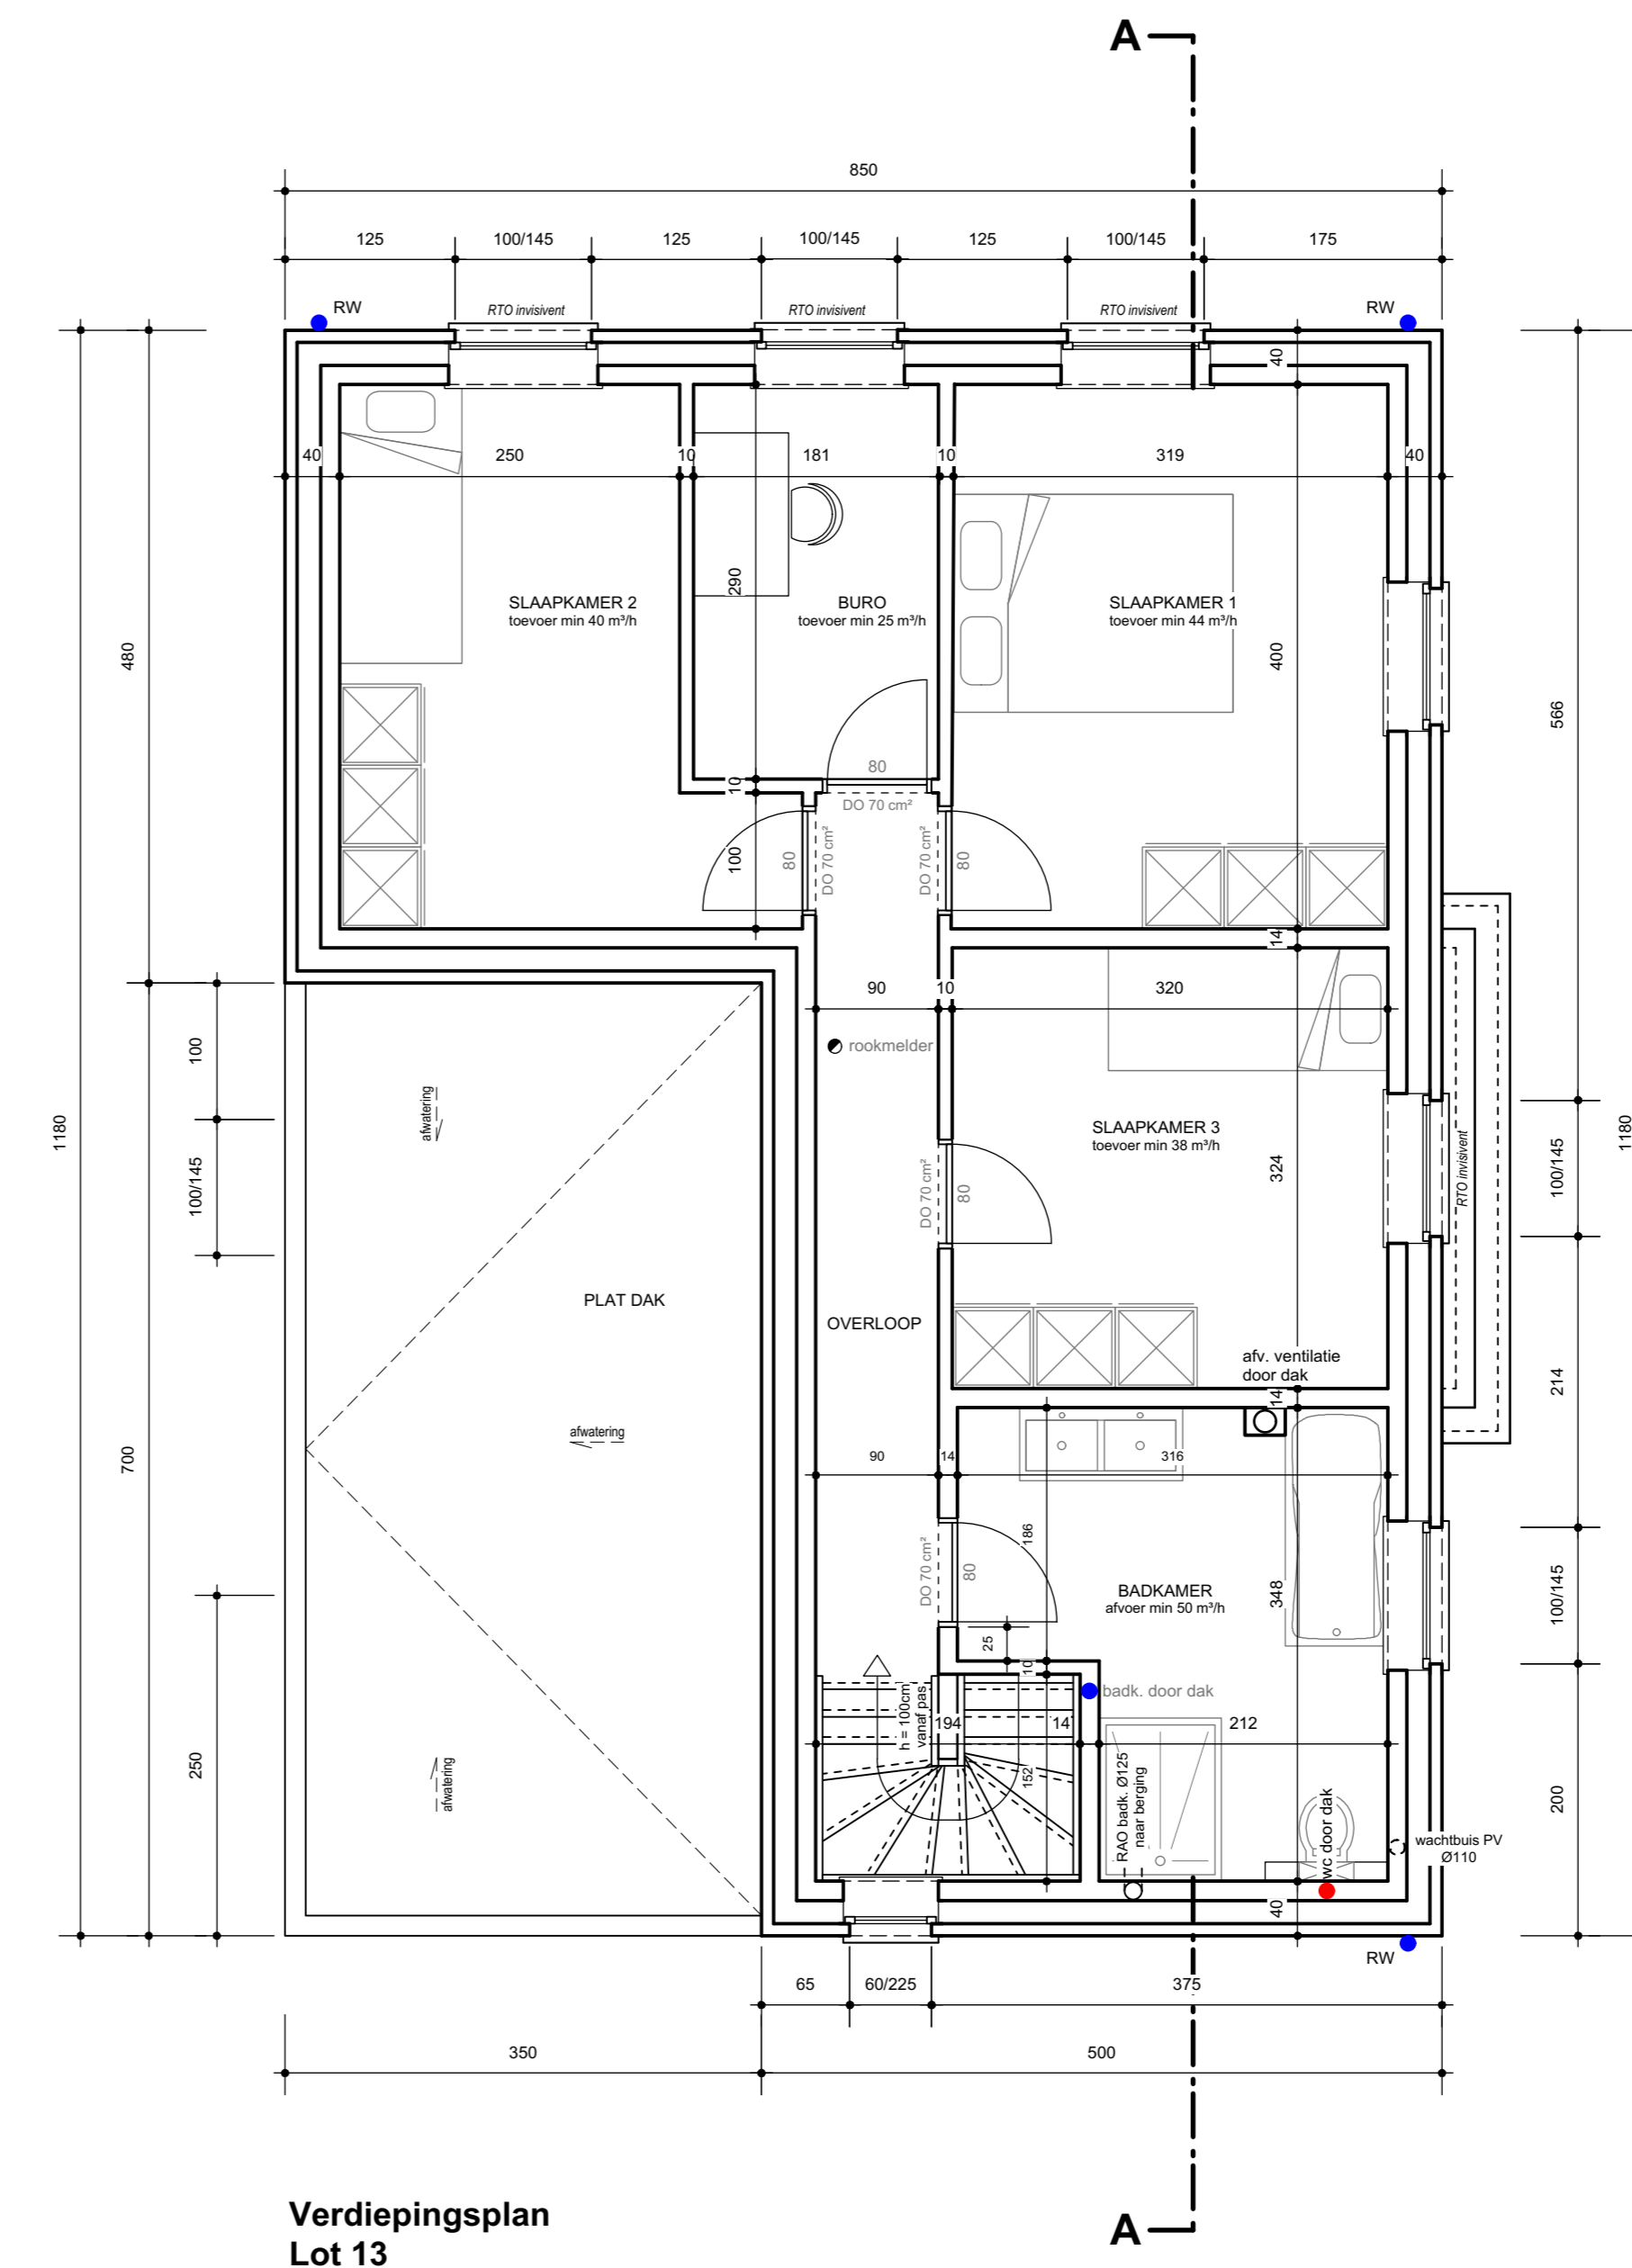 A
850
125
100/145
125
100/145
125
100/145
175
RW
RTO invisivent
RTO invisivent
RTO invisivent
RW
40
40
250
10
181
10
319
40
290
SLAAPKAMER 2
toevoer min 40 m³/h
BURO
toevoer min 25 m³/h
SLAAPKAMER 1
toevoer min 44 m³/h
480
400
566
80
DO 70 cm²
10
100
80
DO 70 cm²
DO 70 cm²
80
14
90
10
320
rookmelder
100
afwatering
1180
100/145
SLAAPKAMER 3
toevoer min 38 m³/h
DO 70 cm²
80
324
RTO invisivent
100/145
1180
PLAT DAK
OVERLOOP
afv. ventilatie
door dak
14
214
afwatering
700
90
14
316
186
DO 70 cm²
80
BADKAMER
afvoer min 50 m³/h
348
100/145
25
10
badk. door dak
h = 100cm
vanaf pas
194
14
212
152
250
afwatering
RAO badk. Ø125
naar berging
wc door dak
wachtbuis PV
Ø110
200
40
RW
65
60/225
375
350
500
A
Verdiepingsplan
Lot 13